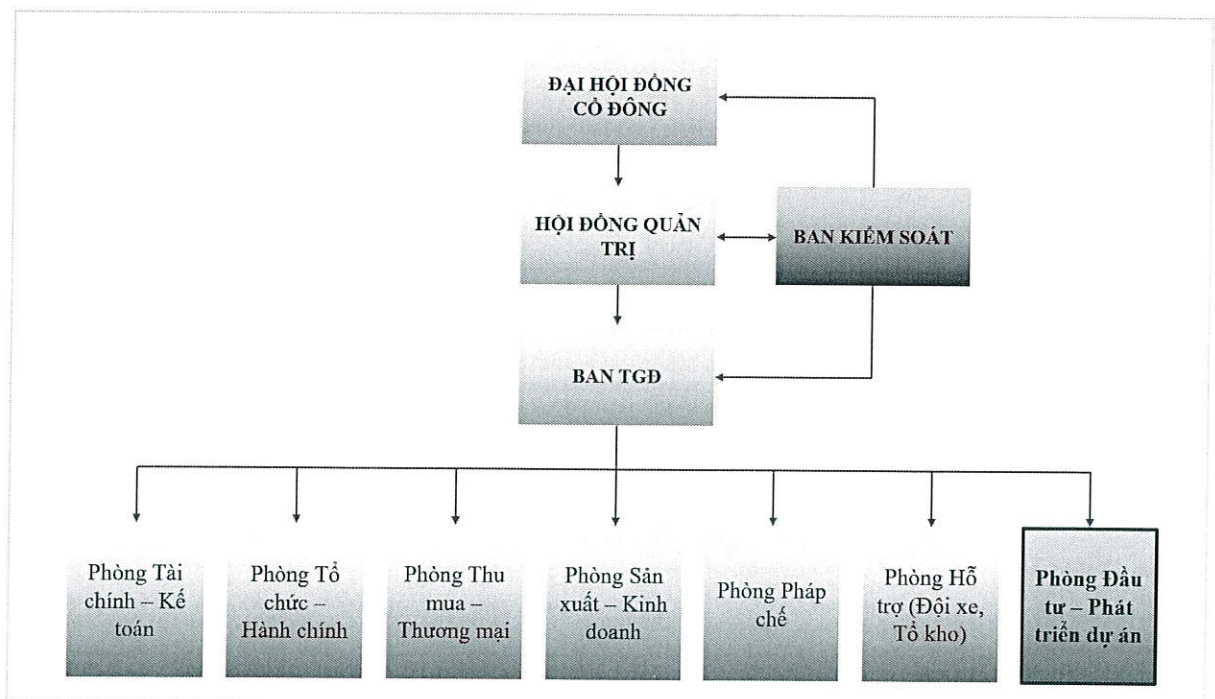 ĐẠI HỘI ĐỒNG
CỔ ĐÔNG
HỘI ĐỒNG QUẢN
TRỊ
BAN KIỂM SOÁT
BAN TGĐ
Phòng Tài
chính – Kế
toán
Phòng Tổ
chức –
Hành chính
Phòng Thu
mua –
Thương mại
Phòng Sản
xuất – Kinh
doanh
Phòng Pháp
chế
Phòng Hỗ
trợ (Đội xe,
Tổ kho)
Phòng Đầu
tư – Phát
triển dự án